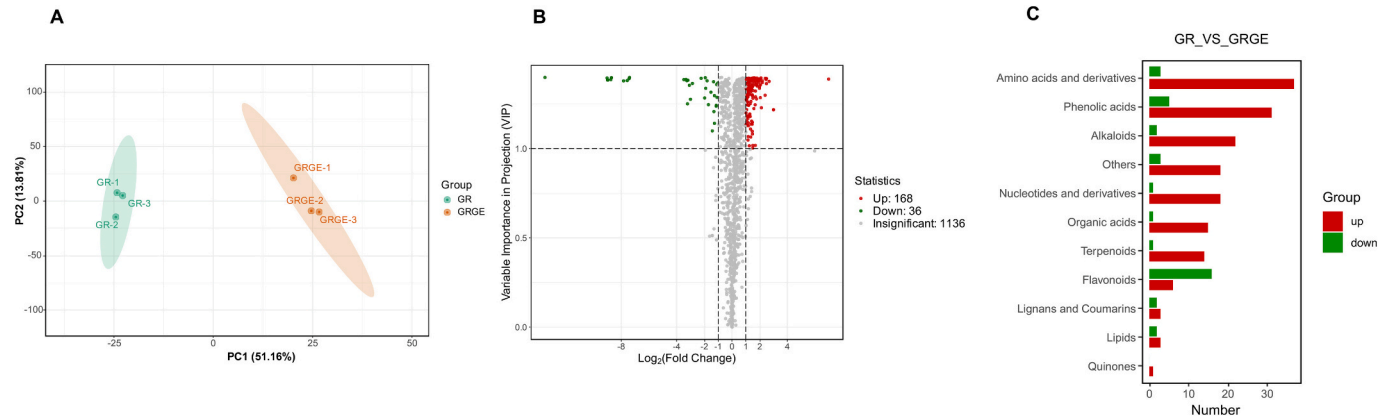 A
100
50
0
-50
-100
PC2 (13.81%)
GR-1
GR-3
GR-2
GRGE-1
GRGE-2
GRGE-3
-25
0
25
50
PC1 (51.16%)
Group
GR
GRGE
B
Variable Importance in Projection (VIP)
1.0
0.5
0.0
-8
-4
-2
-1
0
1
2
4
Log₂(Fold Change)
Statistics
Up: 168
Down: 36
Insignificant: 1136
C
GR_VS_GRGE
Amino acids and derivatives
Phenolic acids
Alkaloids
Others
Nucleotides and derivatives
Organic acids
Terpenoids
Flavonoids
Lignans and Coumarins
Lipids
Quinones
0
10
20
30
Number
Group
up
down